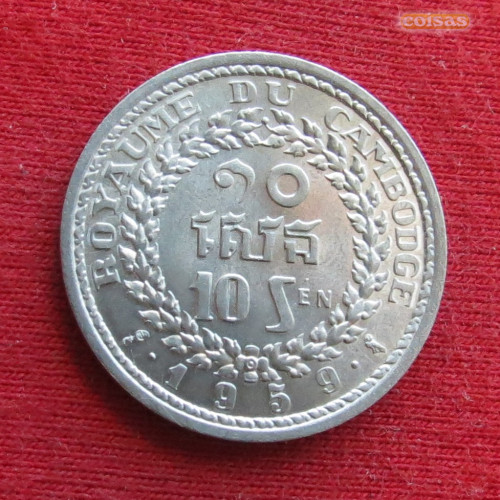 coisas
ROYAUME DU CAMBODGE
១០
សេន
10 SEN
1959